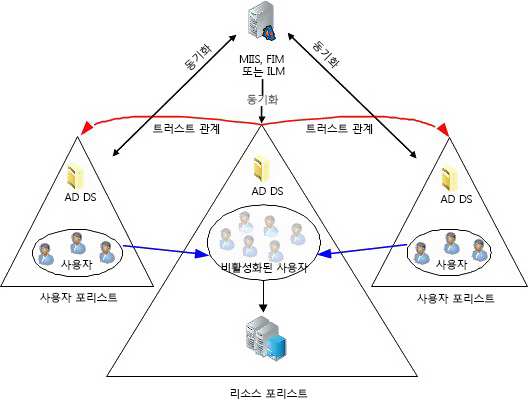 MIIS, FIM
또는 ILM
동기화
동기화
동기화
트러스트 관계
트러스트 관계
AD DS
AD DS
AD DS
사용자
비활성화된 사용자
사용자
사용자 포리스트
사용자 포리스트
리소스 포리스트